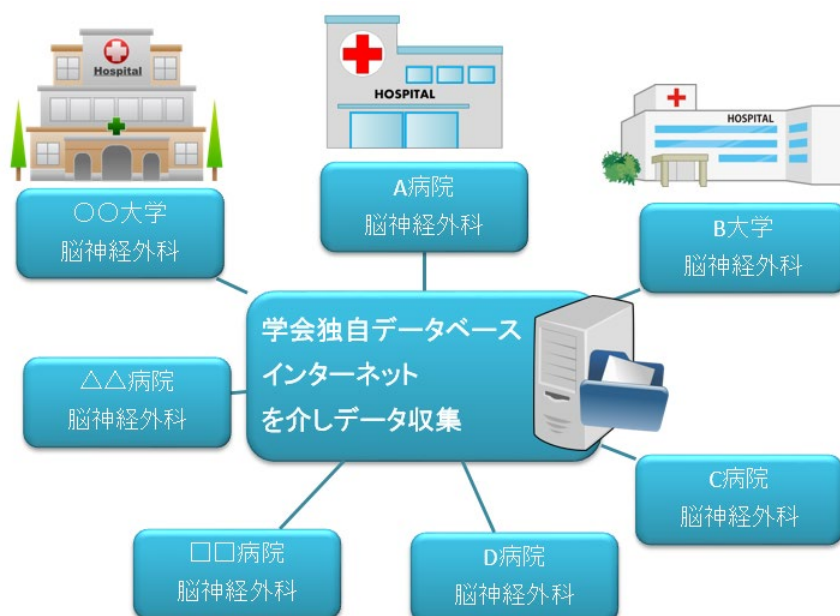 Hospital
HOSPITAL
HOSPITAL
〇〇大学
脳神経外科
A病院
脳神経外科
B大学
脳神経外科
学会独自データベース
インターネット
を介しデータ収集
△△病院
脳神経外科
C病院
脳神経外科
□□病院
脳神経外科
D病院
脳神経外科